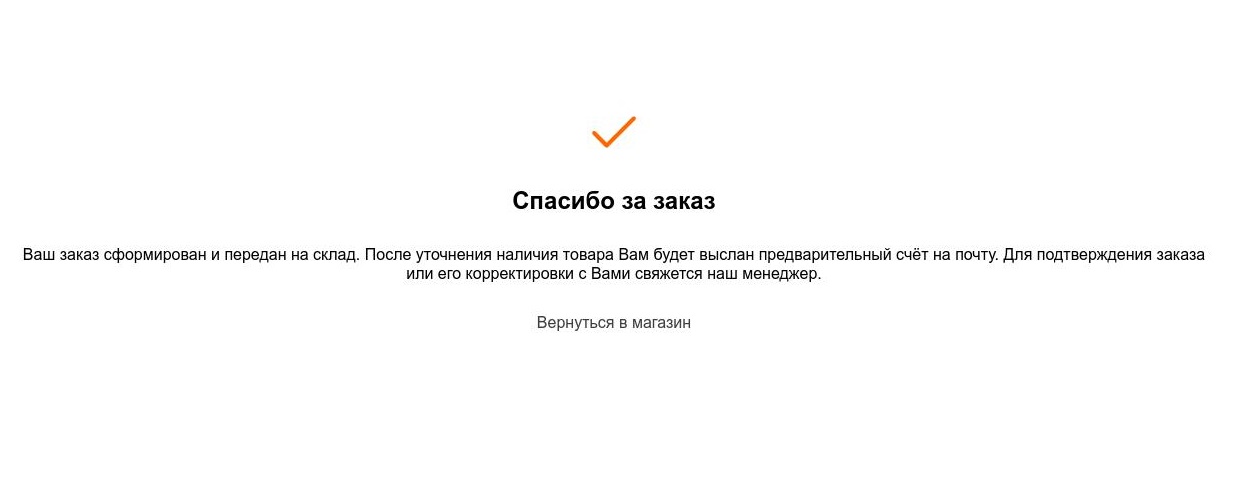 Спасибо за заказ
Ваш заказ сформирован и передан на склад. После уточнения наличия товара Вам будет выслан предварительный счёт на почту. Для подтверждения заказа
или его корректировки с Вами свяжется наш менеджер.
Вернуться в магазин